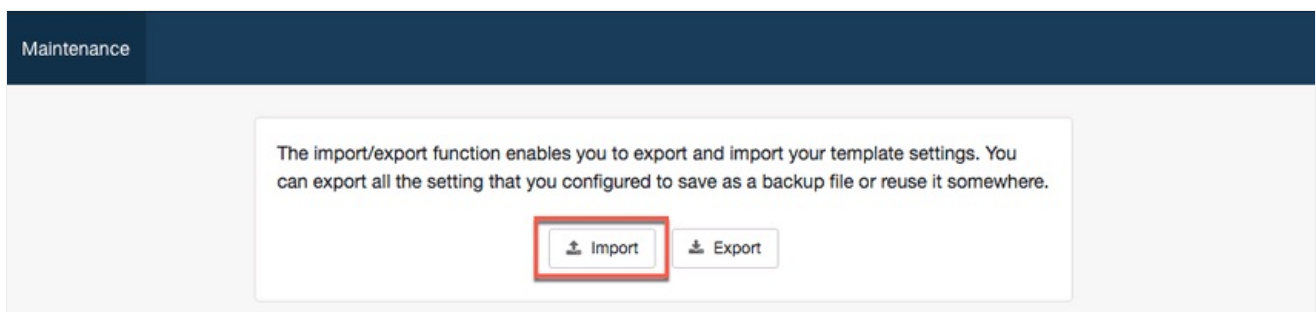 Maintenance
The import/export function enables you to export and import your template settings. You
can export all the setting that you configured to save as a backup file or reuse it somewhere.
Import
Export